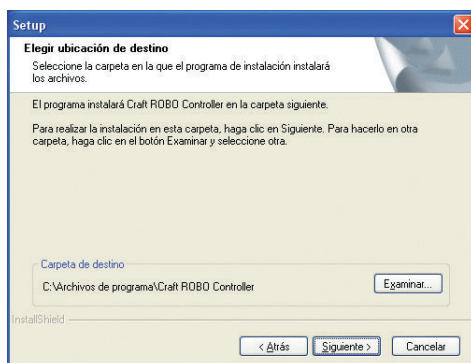 Setup
Elegir ubicación de destino
Seleccione la carpeta en la que el programa de instalación instalará
los archivos.
El programa instalará Craft ROBO Controller en la carpeta siguiente.
Para realizar la instalación en esta carpeta, haga clic en Siguiente. Para hacerlo en otra
carpeta, haga clic en el botón Examinar y seleccione otra.
Carpeta de destino
C:\Archivos de programa\Craft ROBO Controller
Examinar...
InstallShield
< Atrás Siguiente > Cancelar